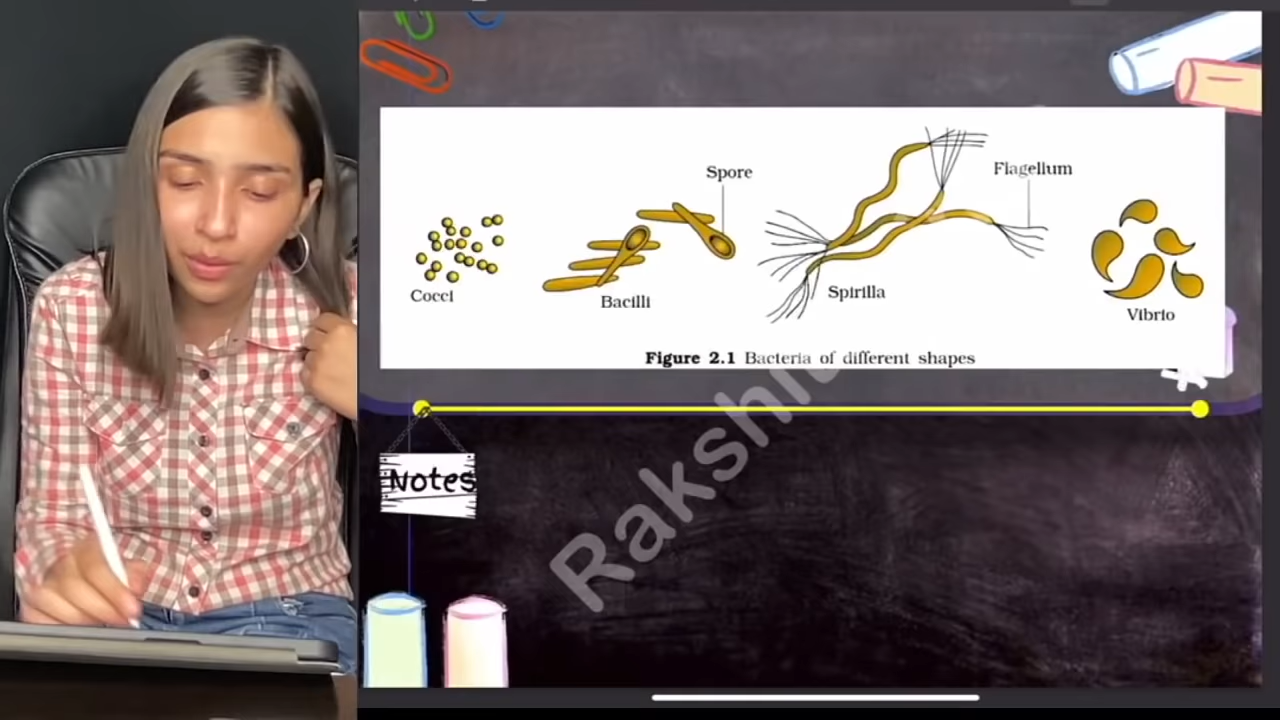 Spore
Flagellum
Cocci
Bacilli
Spirilla
Vibrio
Figure 2.1 Bacteria of different shapes
Notes